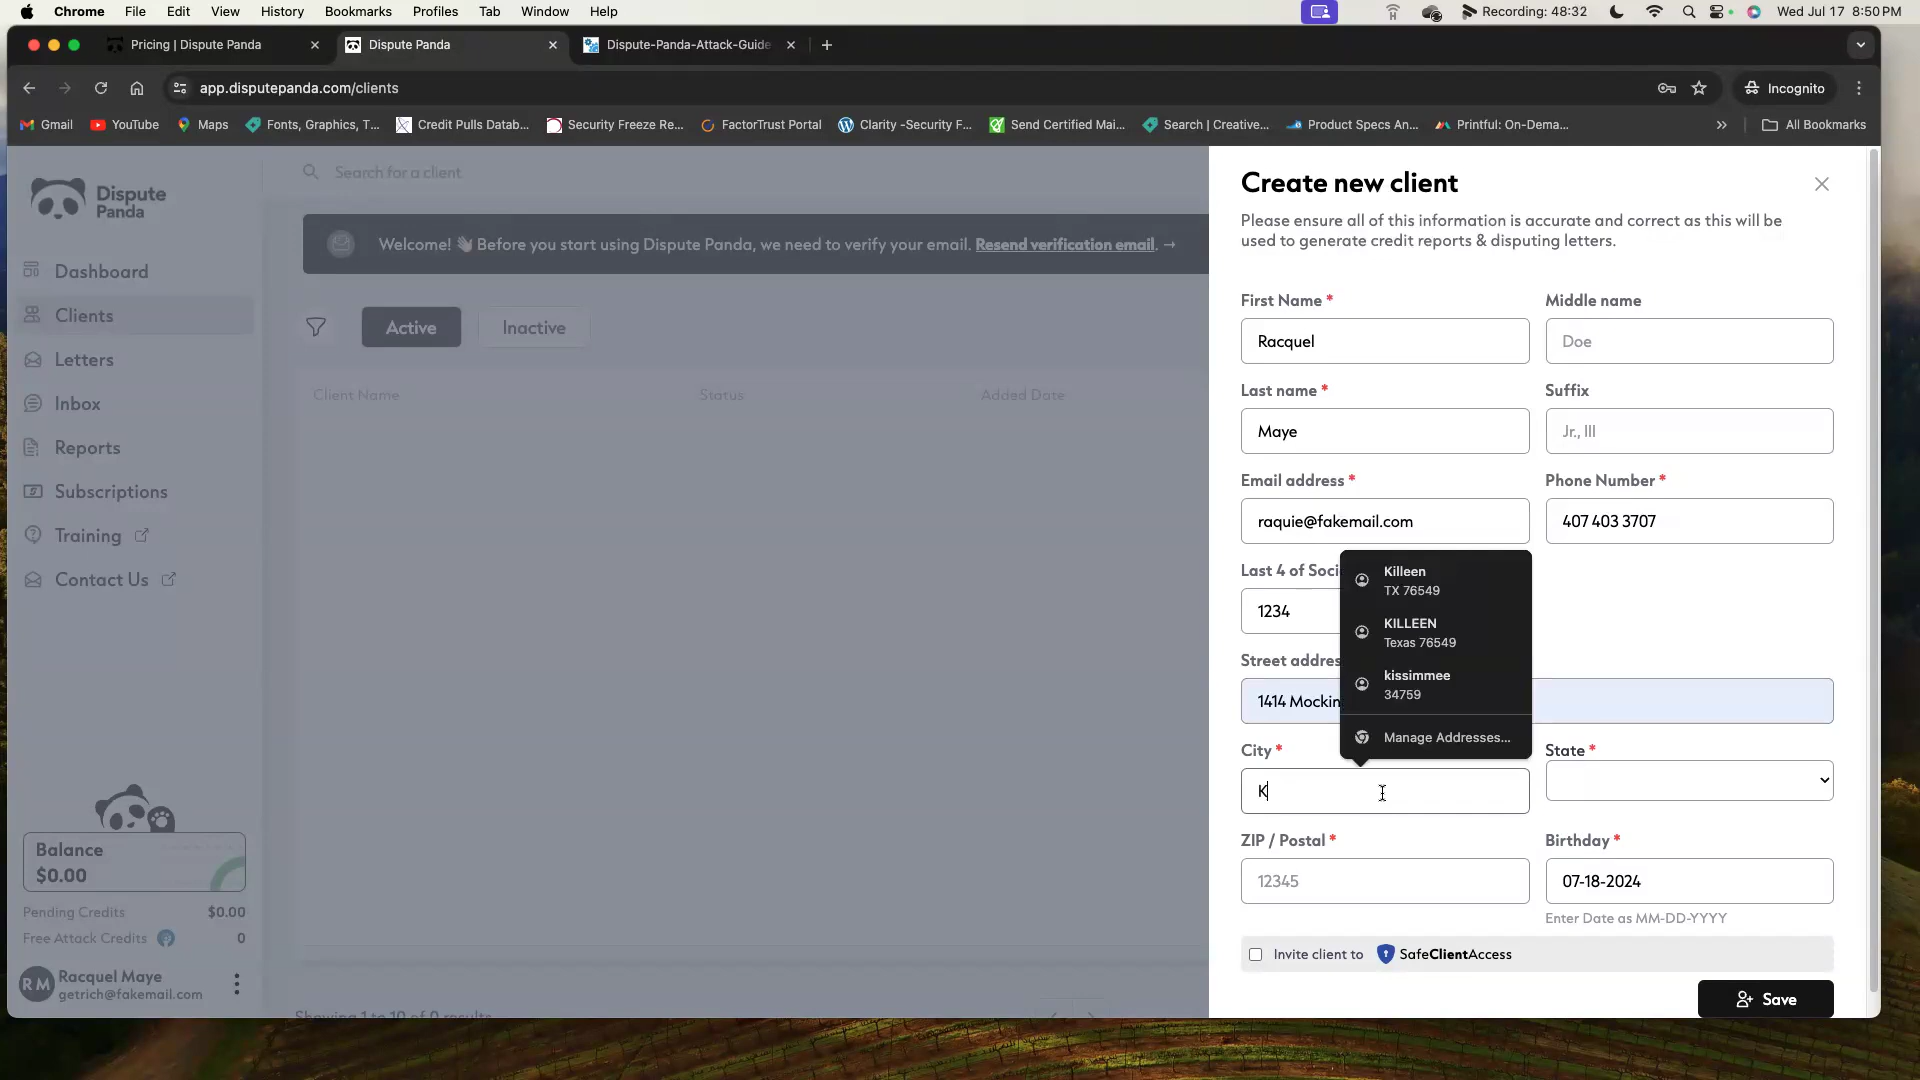 Chrome File Edit View History Bookmarks Profiles Tab Window Help Recording: 48:32 Wed Jul 17 8:50 PM
Pricing | Dispute Panda Dispute Panda Dispute-Panda-Attack-Guide
app.disputepanda.com/clients Incognito
Gmail YouTube Maps Fonts, Graphics, T... Credit Pulls Datab... Security Freeze Re... FactorTrust Portal Clarity -Security F... Send Certified Mai... Search | Creative... Product Specs An... Printful: On-Dema... » All Bookmarks
Dispute
Panda
Dashboard
Clients
Letters
Inbox
Reports
Subscriptions
Training
Contact Us
Balance
$0.00
Pending Credits $0.00
Free Attack Credits 0
RM Racquel Maye
getrich@fakemail.com
Search for a client
Welcome! 👋 Before you start using Dispute Panda, we need to verify your email. Resend verification email. →
Active Inactive
Client Name Status Added Date
Showing 1 to 10 of 0 results
Create new client
Please ensure all of this information is accurate and correct as this will be
used to generate credit reports & disputing letters.
First Name * Middle name
Racquel Doe
Last name * Suffix
Maye Jr., III
Email address * Phone Number *
raquie@fakemail.com 407 403 3707
Last 4 of Soci
1234
Street addres
1414 Mockin
Killeen
TX 76549
KILLEEN
Texas 76549
kissimmee
34759
Manage Addresses...
City * State *
K
ZIP / Postal * Birthday *
12345 07-18-2024
Enter Date as MM-DD-YYYY
Invite client to SafeClientAccess
Save